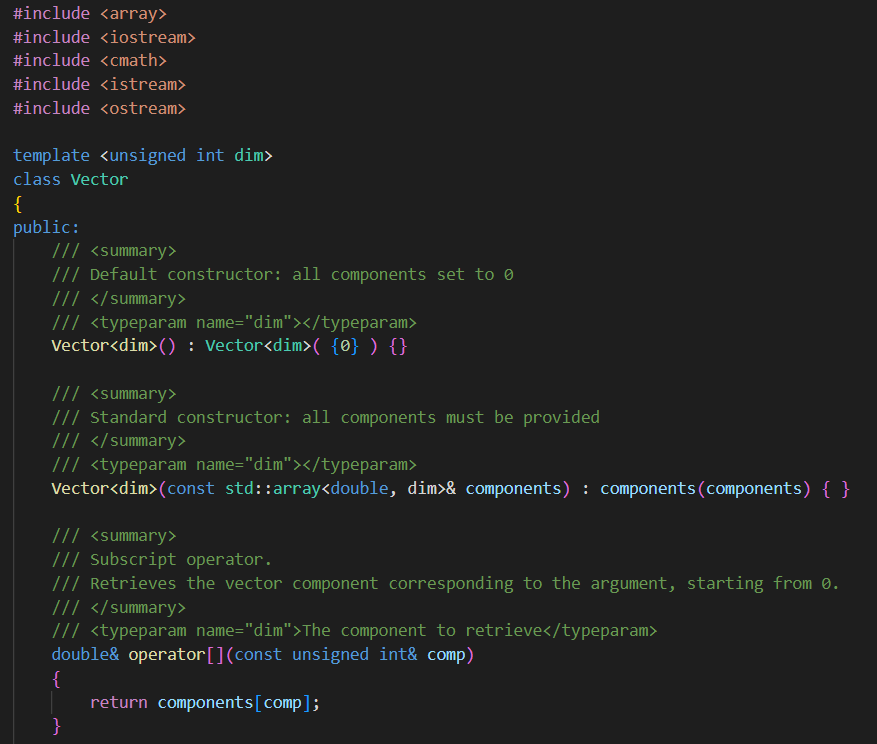 #include <array>
#include <iostream>
#include <cmath>
#include <istream>
#include <ostream>

template <unsigned int dim>
class Vector
{
public:
    /// <summary>
    /// Default constructor: all components set to 0
    /// </summary>
    /// <typeparam name="dim"></typeparam>
    Vector<dim>() : Vector<dim>( {0} ) {}

    /// <summary>
    /// Standard constructor: all components must be provided
    /// </summary>
    /// <typeparam name="dim"></typeparam>
    Vector<dim>(const std::array<double, dim>& components) : components(components) { }

    /// <summary>
    /// Subscript operator.
    /// Retrieves the vector component corresponding to the argument, starting from 0.
    /// </summary>
    /// <typeparam name="dim">The component to retrieve</typeparam>
    double& operator[](const unsigned int& comp)
    {
        return components[comp];
    }